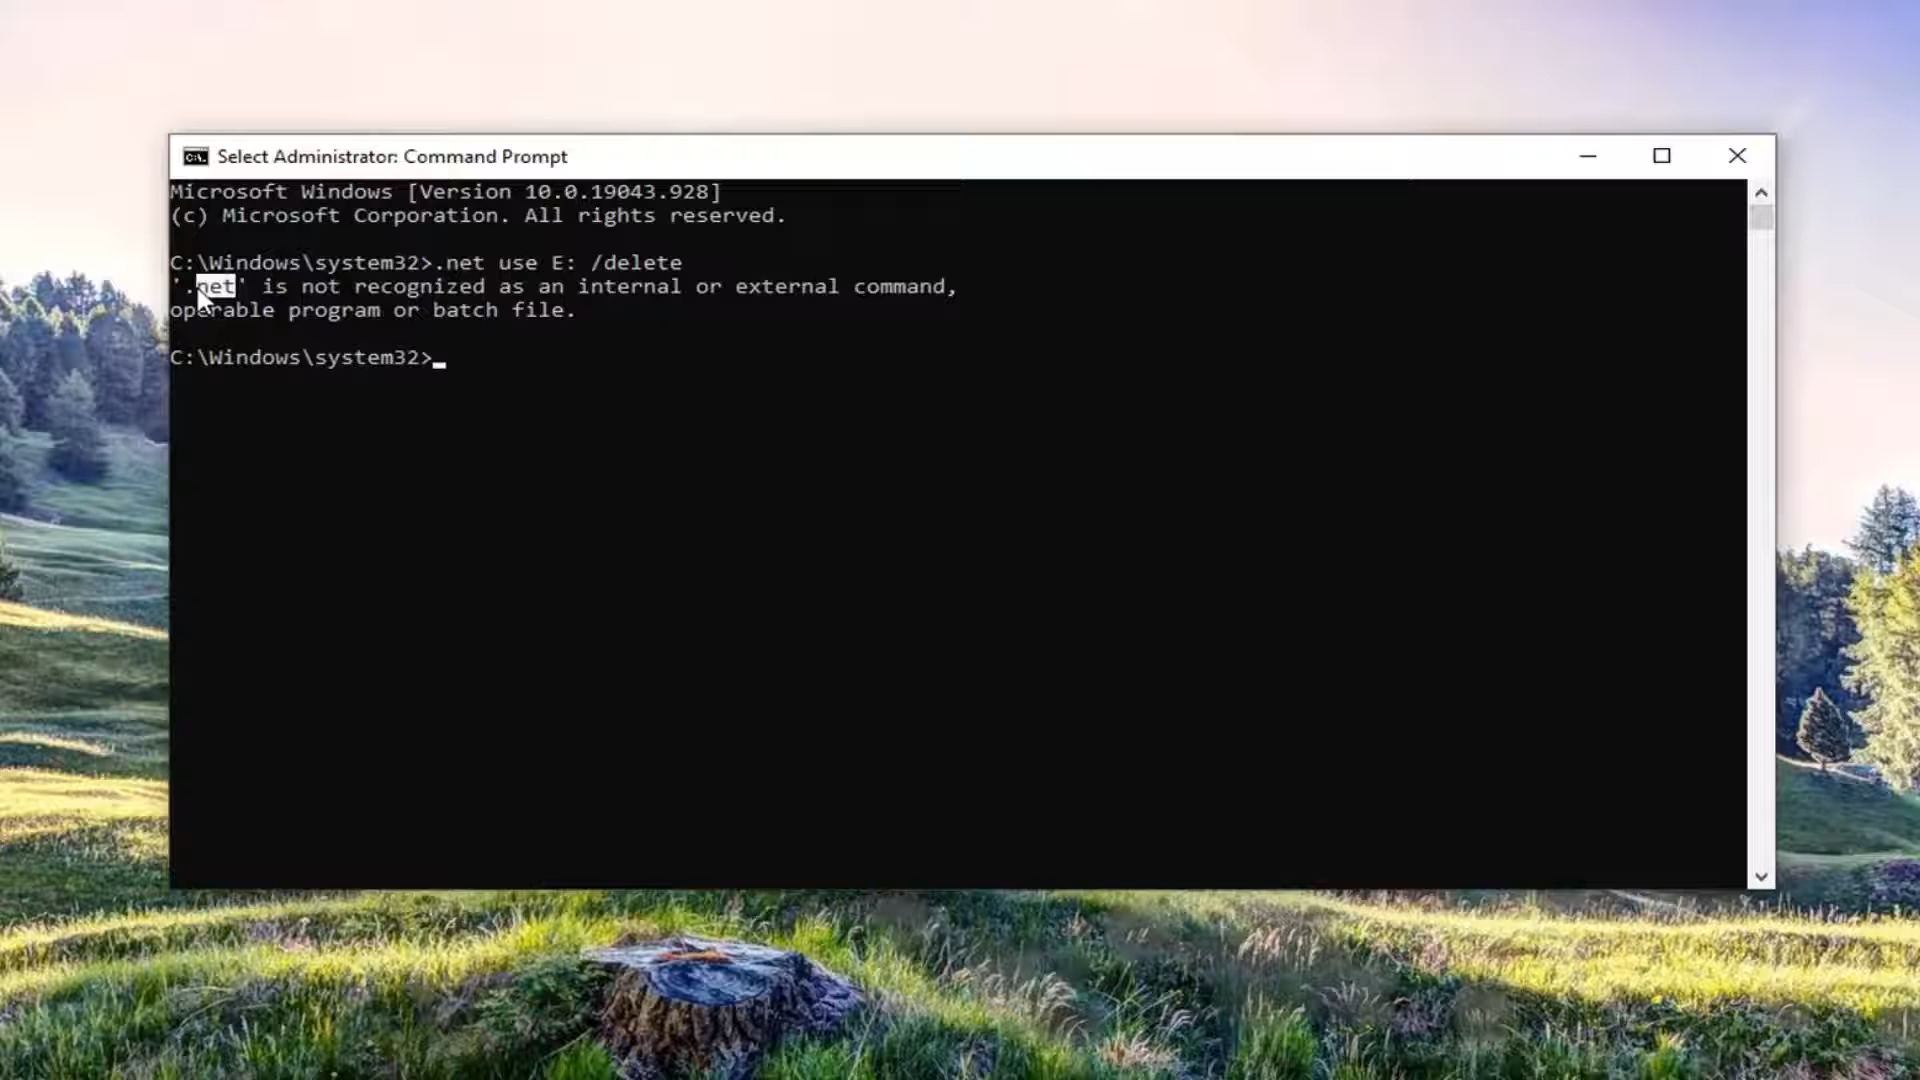 Select Administrator: Command Prompt
Microsoft Windows [Version 10.0.19043.928]
(c) Microsoft Corporation. All rights reserved.
C:\Windows\system32>.net use E: /delete
'.net' is not recognized as an internal or external command,
operable program or batch file.
C:\Windows\system32>